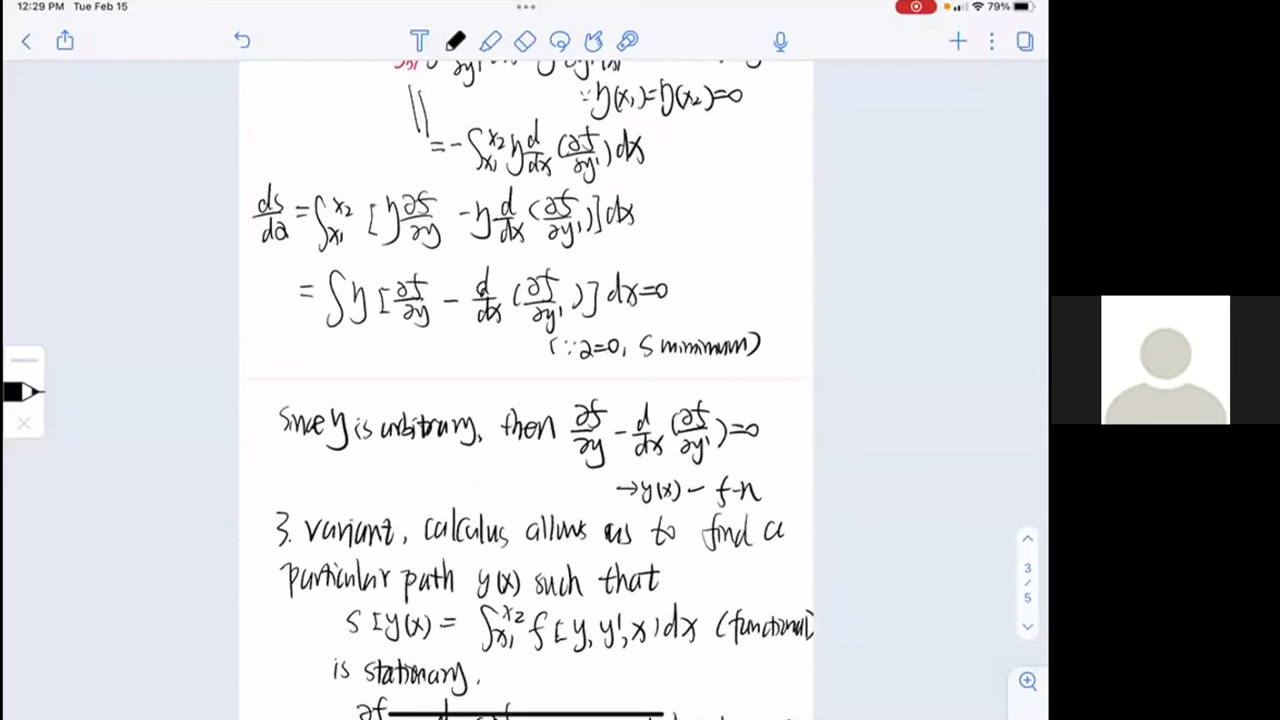 12:29 PM Tue Feb 15
79%
∵ η(x₁)=η(x₂)=0
= - ∫_{x₁}^{x₂} η d/dx (∂f/∂y') dx
ds/dα = ∫_{x₁}^{x₂} [η ∂f/∂y - η d/dx (∂f/∂y')] dx
= ∫ η [∂f/∂y - d/dx (∂f/∂y')] dx = 0
(∵ α=0, S minimum)
Since η is arbitrary, then ∂f/∂y - d/dx (∂f/∂y') = 0
→ y(x) - f-n
3. variant, calculus allows us to find a
particular path y(x) such that
S[y(x) = ∫_{x₁}^{x₂} f[y, y', x) dx (functional
is stationary.
3
/
5